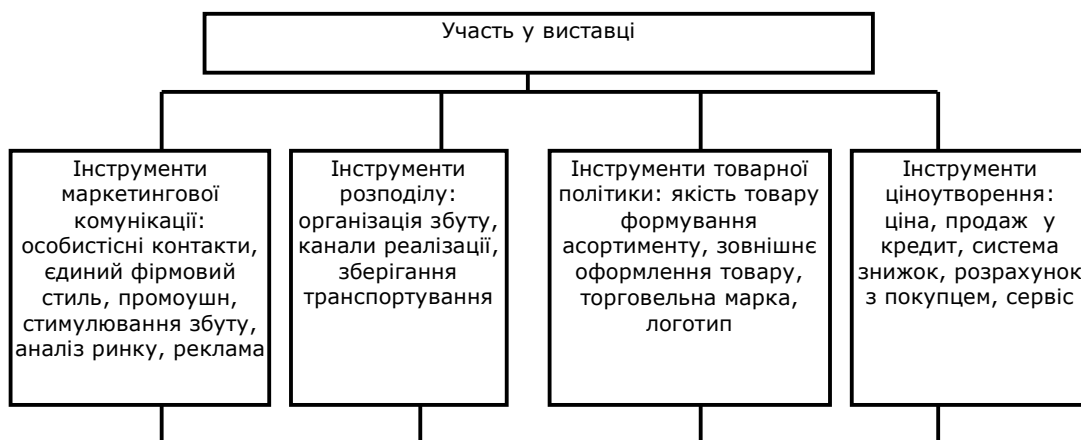 Участь у виставці
Інструменти
маркетингової
комунікації:
особистісні контакти,
єдиний фірмовий
стиль, промоушн,
стимулювання збуту,
аналіз ринку, реклама
Інструменти
розподілу:
організація збуту,
канали реалізації,
зберігання
транспортування
Інструменти товарної
політики: якість товару
формування
асортименту, зовнішнє
оформлення товару,
торговельна марка,
логотип
Інструменти
ціноутворення:
ціна, продаж у
кредит, система
знижок, розрахунок
з покупцем, сервіс